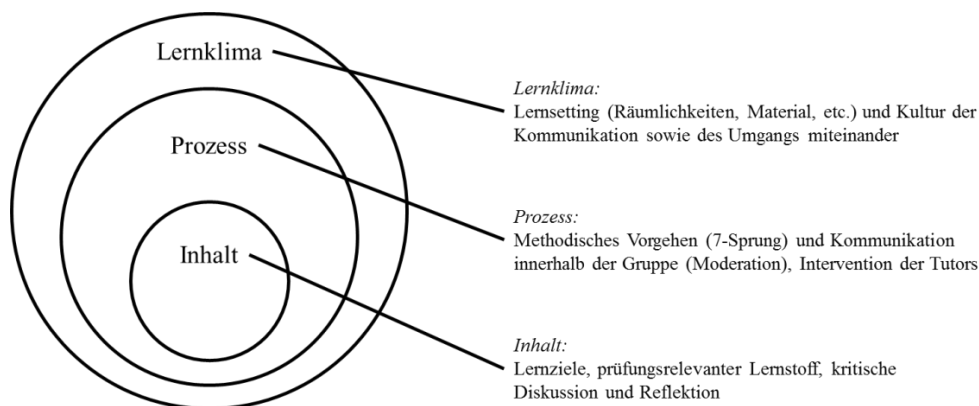 Lernklima
Prozess
Inhalt
Lernklima:
Lernsetting (Räumlichkeiten, Material, etc.) und Kultur der
Kommunikation sowie des Umgangs miteinander
Prozess:
Methodisches Vorgehen (7-Sprung) und Kommunikation
innerhalb der Gruppe (Moderation), Intervention der Tutors
Inhalt:
Lernziele, prüfungsrelevanter Lernstoff, kritische
Diskussion und Reflektion